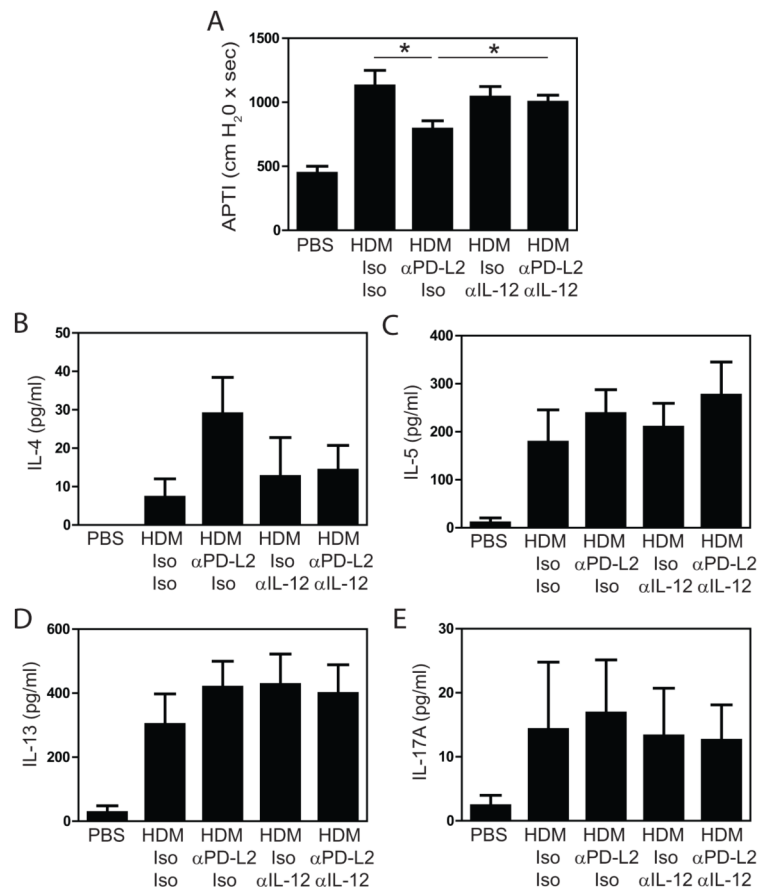 A
APTI (cm H₂0 x sec)
1500
1000
500
0
* *
PBS HDM HDM HDM HDM
Iso αPD-L2 Iso αPD-L2
Iso Iso αIL-12 αIL-12
B
IL-4 (pg/ml)
50
40
30
20
10
0
PBS HDM HDM HDM HDM
Iso αPD-L2 Iso αPD-L2
Iso Iso αIL-12 αIL-12
C
IL-5 (pg/ml)
400
300
200
100
0
PBS HDM HDM HDM HDM
Iso αPD-L2 Iso αPD-L2
Iso Iso αIL-12 αIL-12
D
IL-13 (pg/ml)
600
400
200
0
PBS HDM HDM HDM HDM
Iso αPD-L2 Iso αPD-L2
Iso Iso αIL-12 αIL-12
E
IL-17A (pg/ml)
30
20
10
0
PBS HDM HDM HDM HDM
Iso αPD-L2 Iso αPD-L2
Iso Iso αIL-12 αIL-12